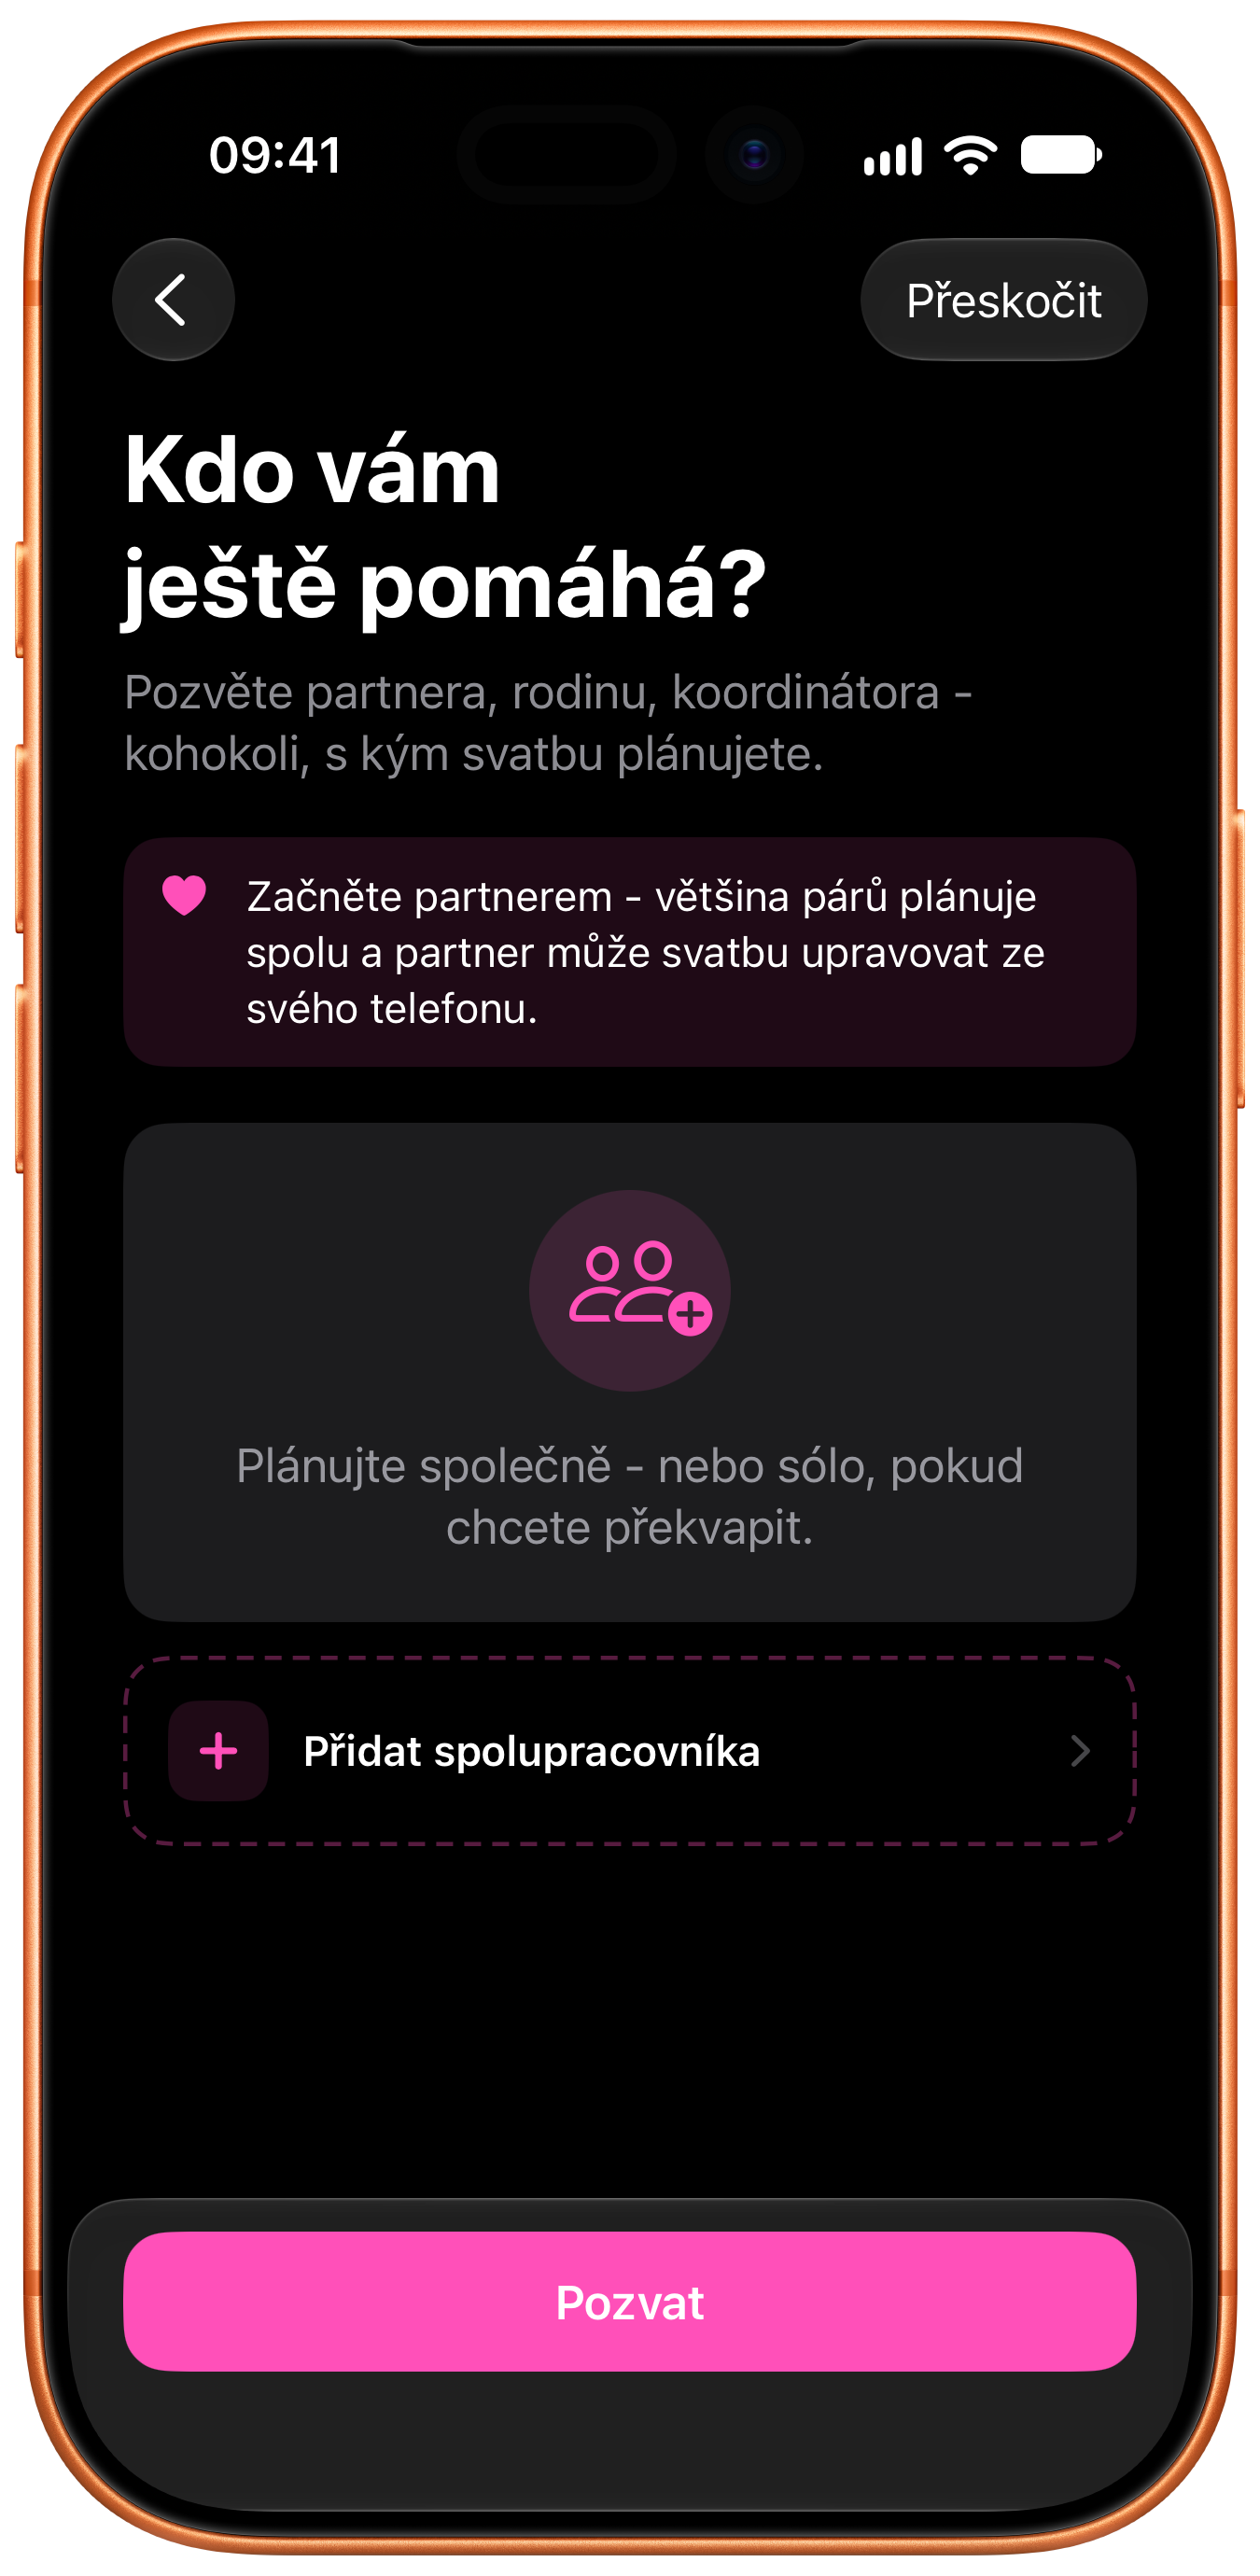 09:41
Přeskočit
Kdo vám
ještě pomáhá?
Pozvěte partnera, rodinu, koordinátora -
kohokoli, s kým svatbu plánujete.
Začněte partnerem - většina párů plánuje
spolu a partner může svatbu upravovat ze
svého telefonu.
Plánujte společně - nebo sólo, pokud
chcete překvapit.
Přidat spolupracovníka
Pozvat